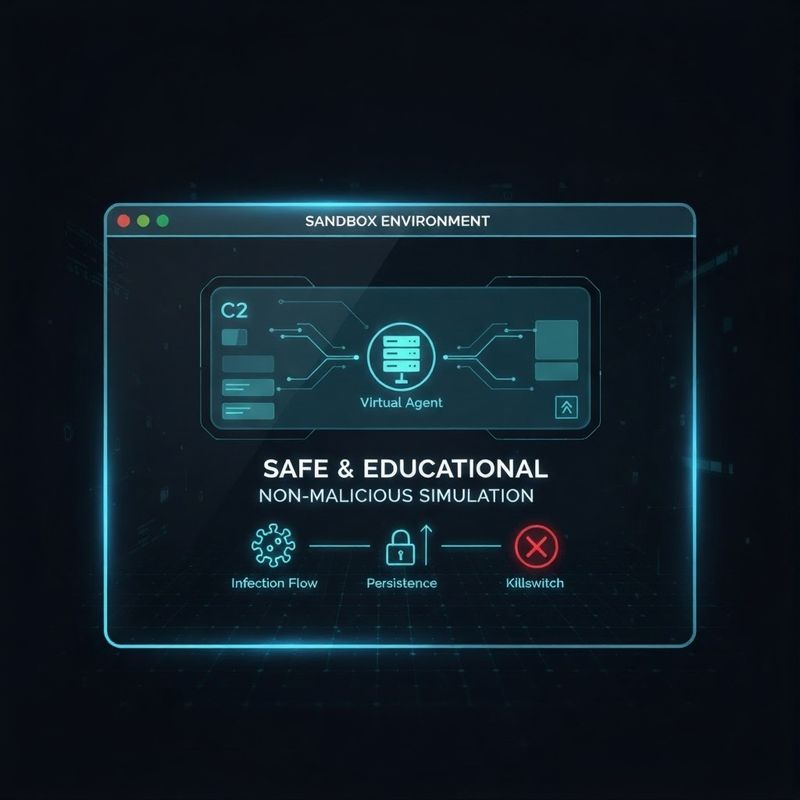 SANDBOX ENVIRONMENT
C2
Virtual Agent
SAFE & EDUCATIONAL
NON-MALICIOUS SIMULATION
Infection Flow
Persistence
Killswitch